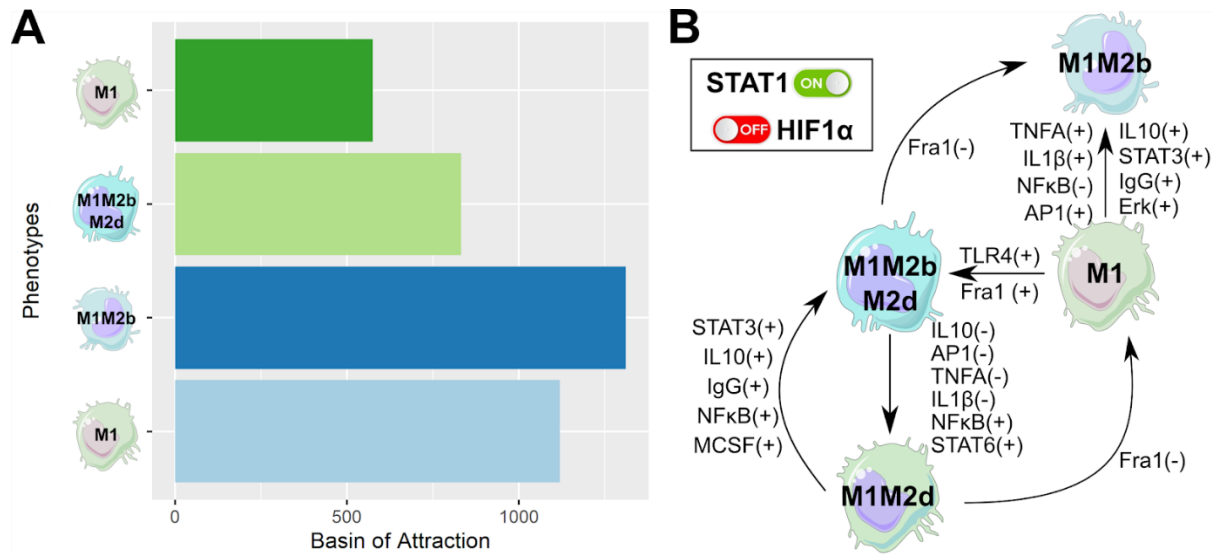 A
Phenotypes
M1
M1M2b
M2d
M1M2b
M1
0
500
1000
Basin of Attraction
B
STAT1 ON
OFF HIF1α
M1M2b
Fra1(-)
TNFA(+)
IL1β(+)
NFκB(-)
AP1(+)
IL10(+)
STAT3(+)
IgG(+)
Erk(+)
M1M2b
M2d
TLR4(+)
Fra1 (+)
M1
STAT3(+)
IL10(+)
IgG(+)
NFκB(+)
MCSF(+)
IL10(-)
AP1(-)
TNFA(-)
IL1β(-)
NFκB(+)
STAT6(+)
Fra1(-)
M1M2d